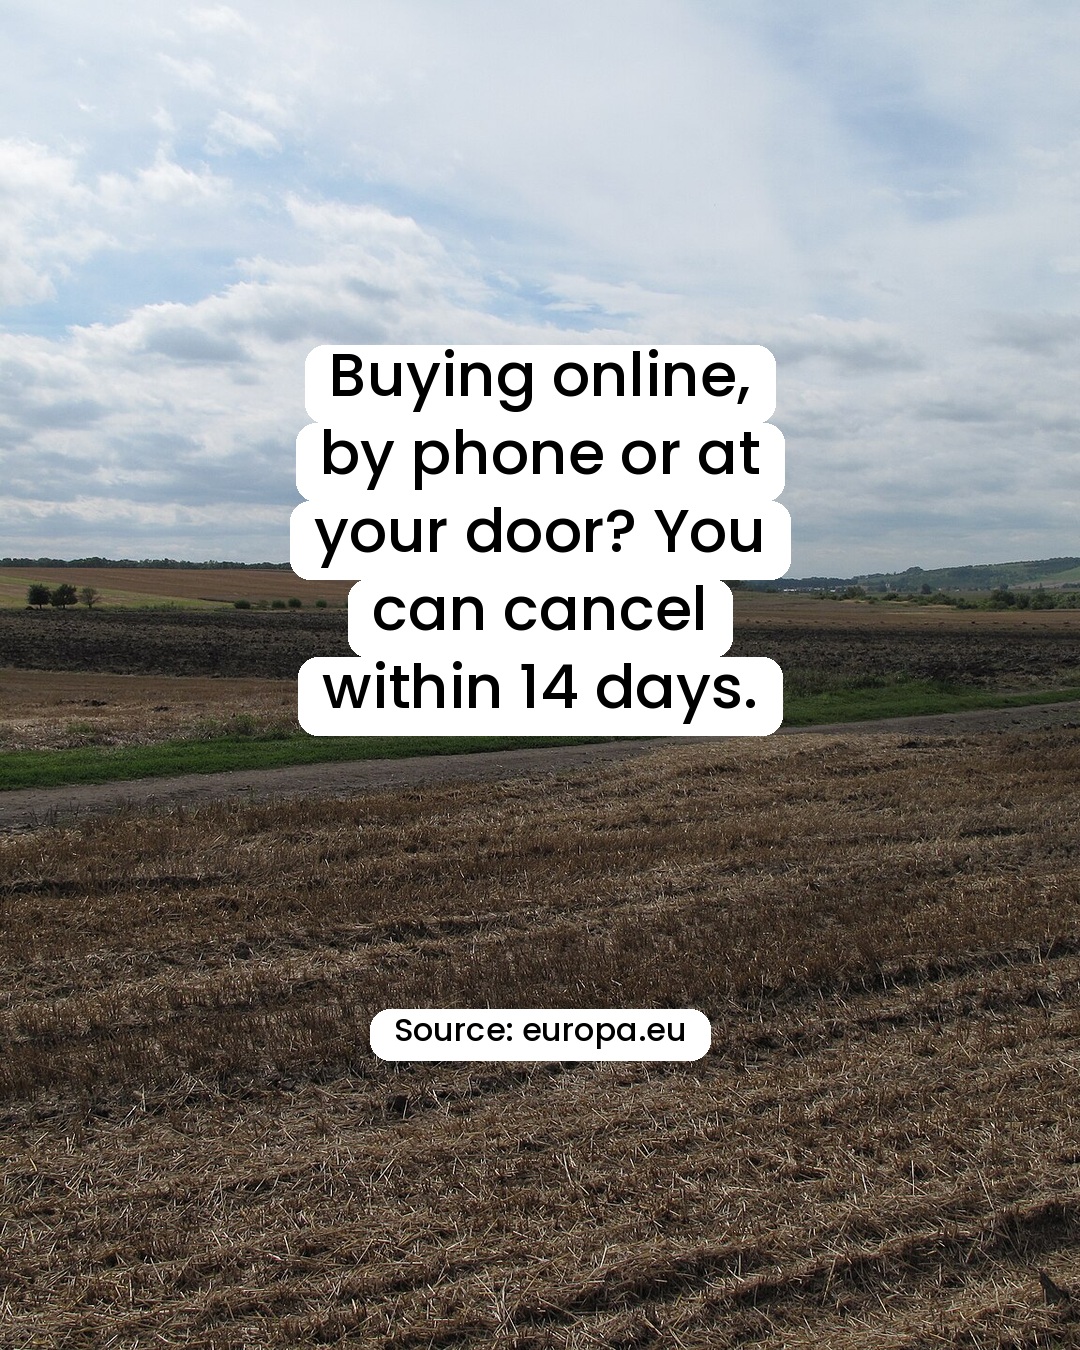 Buying online,
by phone or at
your door? You
can cancel
within 14 days.
Source: europa.eu